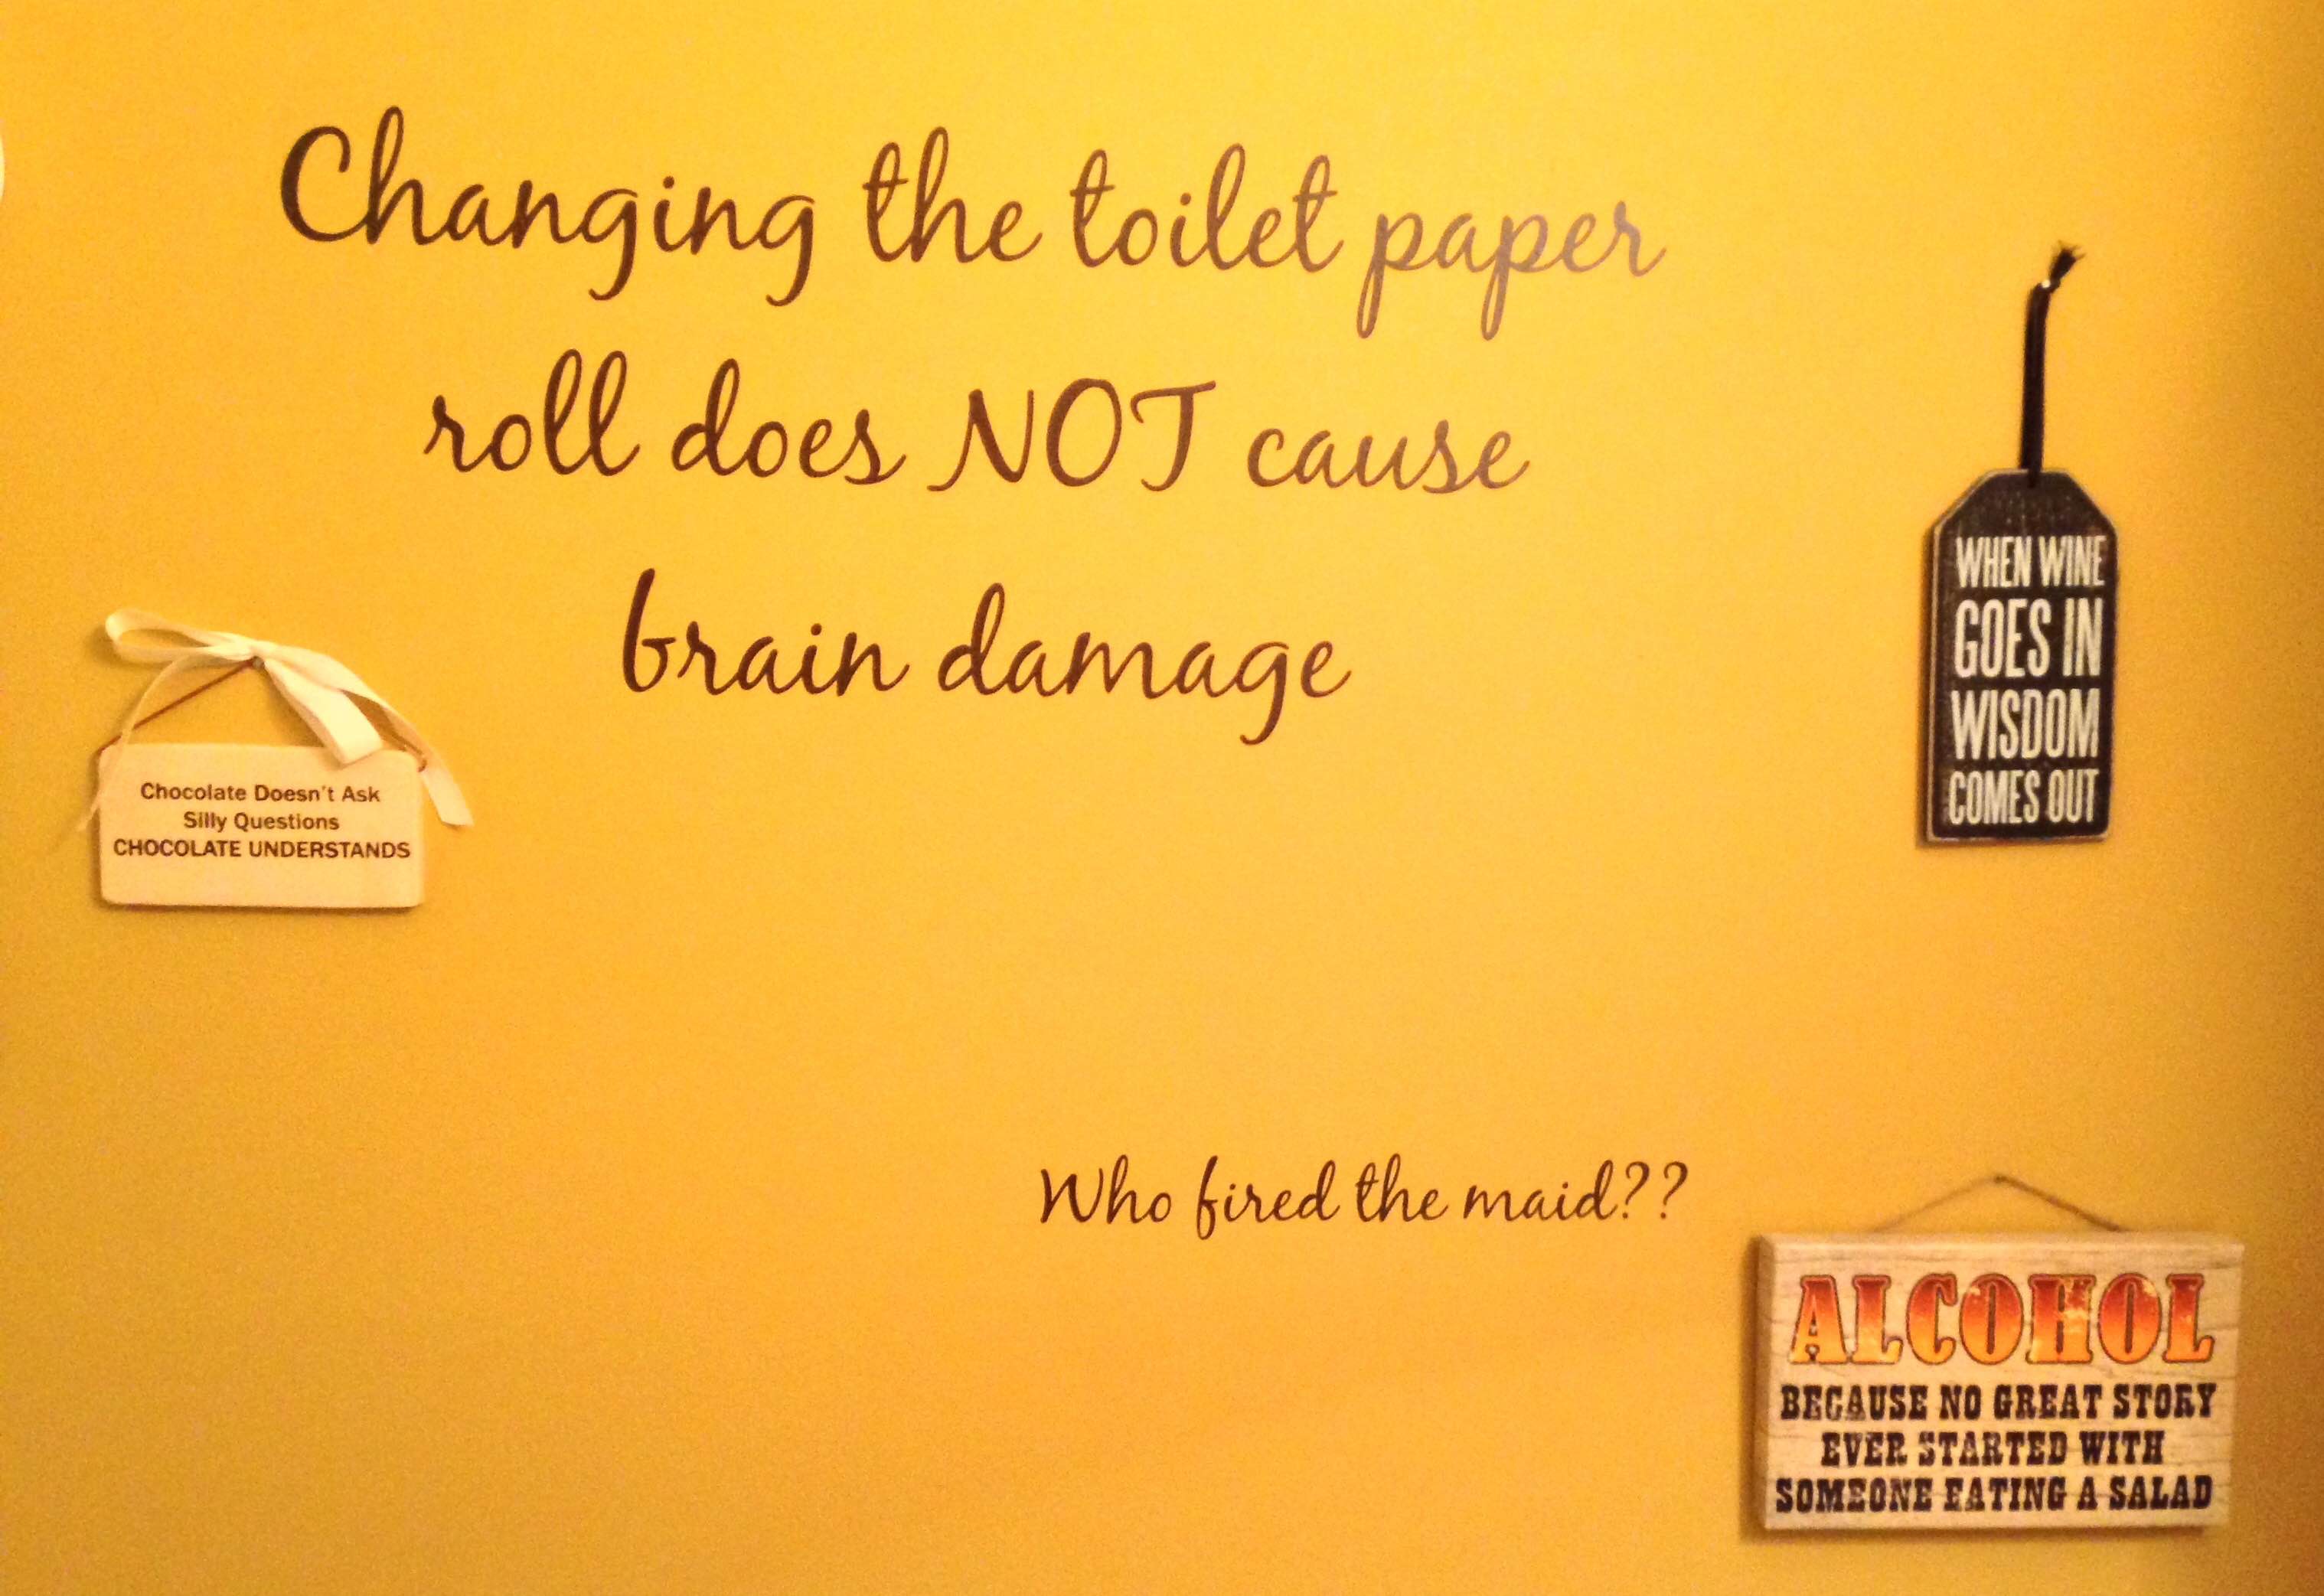 Changing the toilet paper
roll does NOT cause
brain damage
Chocolate Doesn't Ask
Silly Questions
CHOCOLATE UNDERSTANDS
WHEN WINE
GOES IN
WISDOM
COMES OUT
Who fired the maid??
ALCOHOL
BECAUSE NO GREAT STORY
EVER STARTED WITH
SOMEONE EATING A SALAD